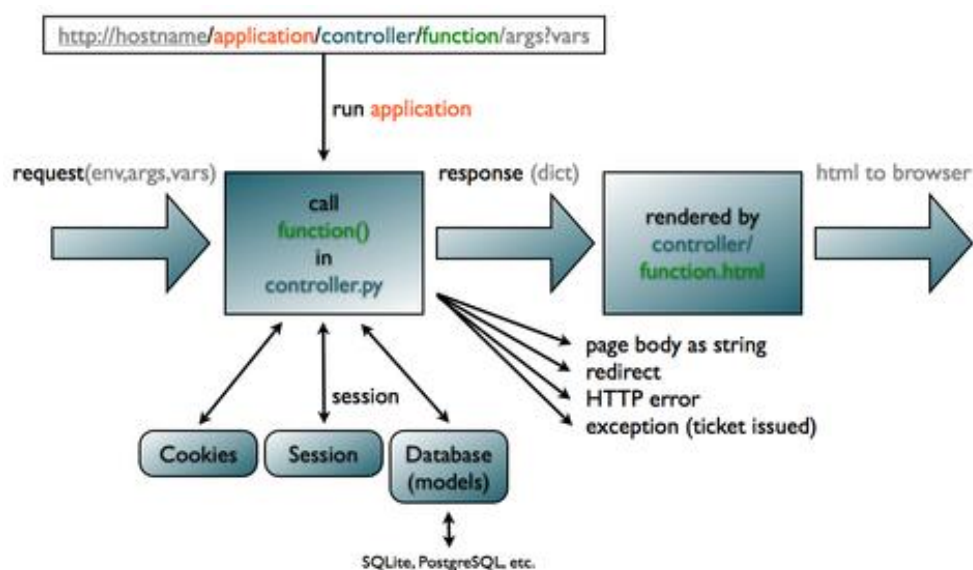 http://hostname/application/controller/function/args?vars
run application
request(env,args,vars)
call
function()
in
controller.py
response (dict)
rendered by
controller/
function.html
html to browser
page body as string
redirect
HTTP error
exception (ticket issued)
session
Cookies
Session
Database
(models)
SQLite, PostgreSQL, etc.